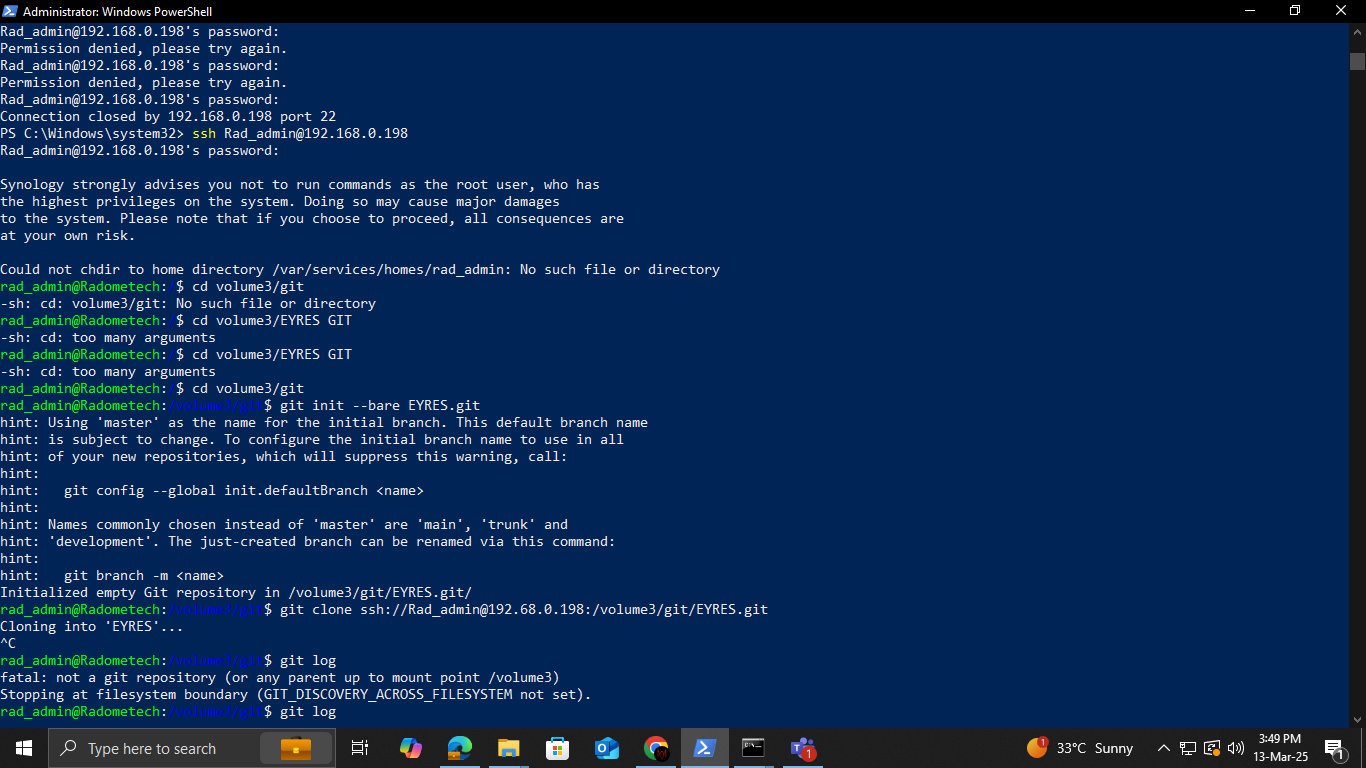 Administrator: Windows PowerShell
Rad_admin@192.168.0.198's password:
Permission denied, please try again.
Rad_admin@192.168.0.198's password:
Permission denied, please try again.
Rad_admin@192.168.0.198's password:
Connection closed by 192.168.0.198 port 22
PS C:\Windows\system32> ssh Rad_admin@192.168.0.198
Rad_admin@192.168.0.198's password:
Synology strongly advises you not to run commands as the root user, who has
the highest privileges on the system. Doing so may cause major damages
to the system. Please note that if you choose to proceed, all consequences are
at your own risk.
Could not chdir to home directory /var/services/homes/rad_admin: No such file or directory
rad_admin@Radometech:/$ cd volume3/git
-sh: cd: volume3/git: No such file or directory
rad_admin@Radometech:/$ cd volume3/EYRES GIT
-sh: cd: too many arguments
rad_admin@Radometech:/$ cd volume3/EYRES GIT
-sh: cd: too many arguments
rad_admin@Radometech:/$ cd volume3/git
rad_admin@Radometech:/volume3/git$ git init --bare EYRES.git
hint: Using 'master' as the name for the initial branch. This default branch name
hint: is subject to change. To configure the initial branch name to use in all
hint: of your new repositories, which will suppress this warning, call:
hint:
hint:   git config --global init.defaultBranch <name>
hint:
hint: Names commonly chosen instead of 'master' are 'main', 'trunk' and
hint: 'development'. The just-created branch can be renamed via this command:
hint:
hint:   git branch -m <name>
Initialized empty Git repository in /volume3/git/EYRES.git/
rad_admin@Radometech:/volume3/git$ git clone ssh://Rad_admin@192.68.0.198:/volume3/git/EYRES.git
Cloning into 'EYRES'...
^C
rad_admin@Radometech:/volume3/git$ git log
fatal: not a git repository (or any parent up to mount point /volume3)
Stopping at filesystem boundary (GIT_DISCOVERY_ACROSS_FILESYSTEM not set).
rad_admin@Radometech:/volume3/git$ git log
Type here to search
1
1
33°C Sunny
3:49 PM
13-Mar-25
1